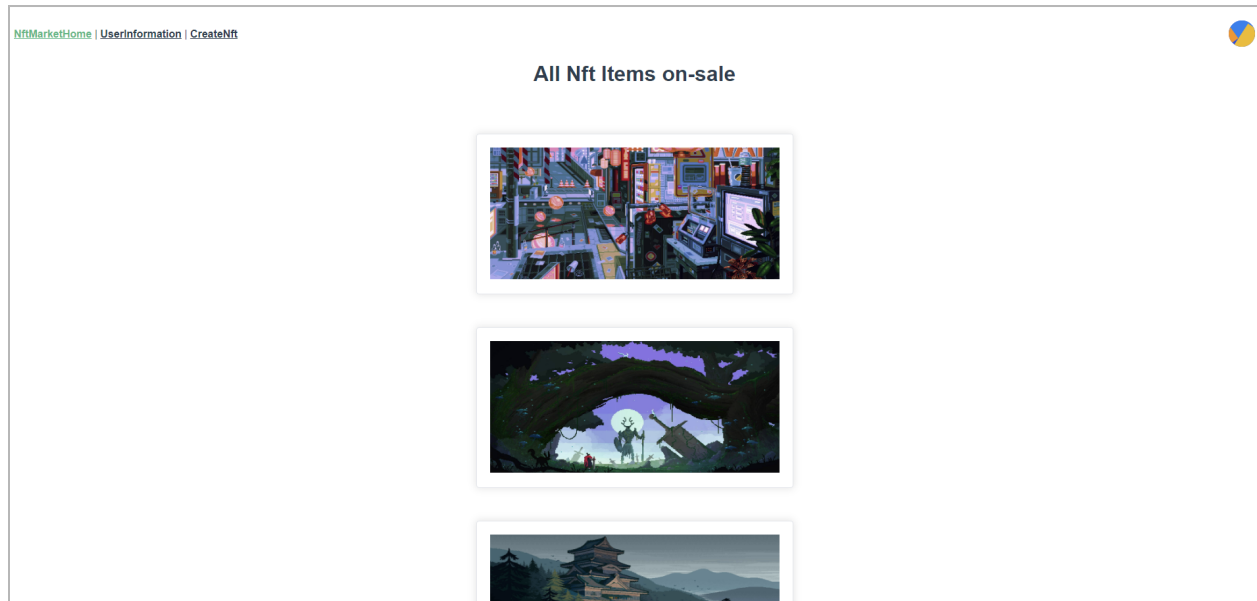 NftMarketHome | UserInformation | CreateNft
All Nft Items on-sale